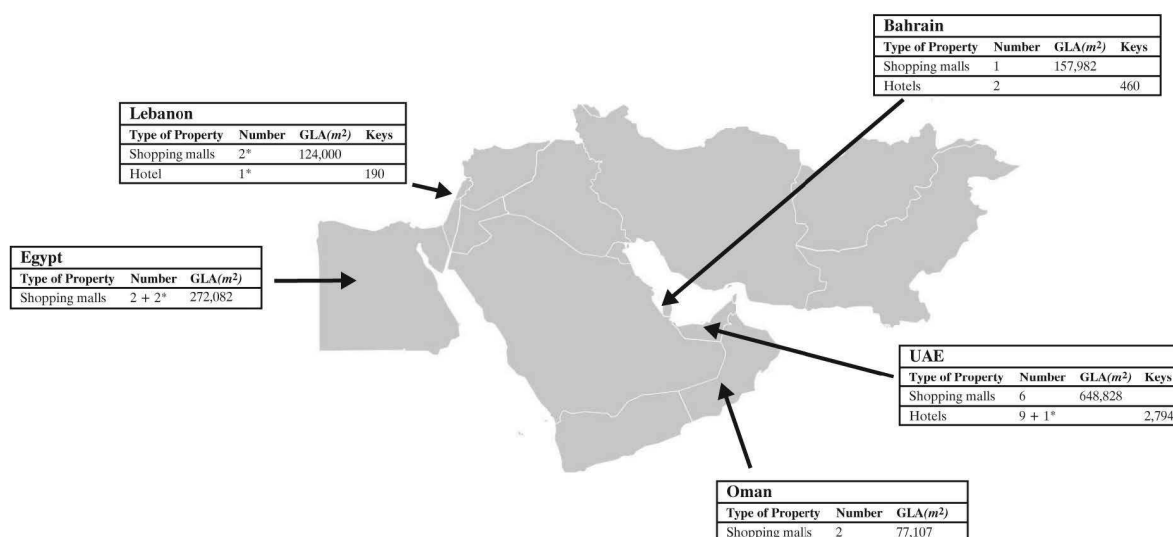 Bahrain
Type of Property Number GLA(m²) Keys
Shopping malls 1 157,982
Hotels 2 460
Lebanon
Type of Property Number GLA(m²) Keys
Shopping malls 2* 124,000
Hotel 1* 190
Egypt
Type of Property Number GLA(m²)
Shopping malls 2 + 2* 272,082
UAE
Type of Property Number GLA(m²) Keys
Shopping malls 6 648,828
Hotels 9 + 1* 2,794
Oman
Type of Property Number GLA(m²)
Shopping malls 2 77,107